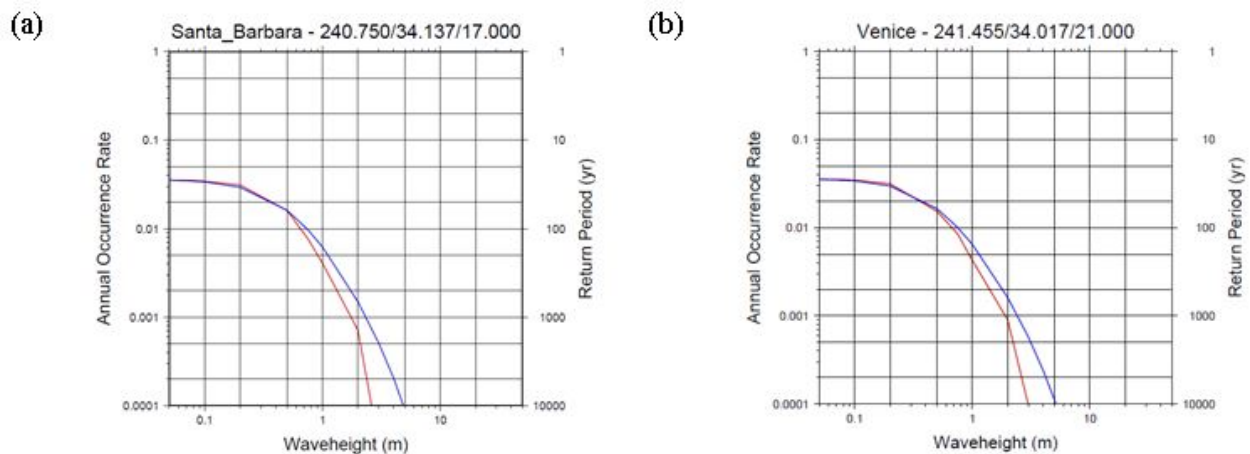 (a)
Santa_Barbara - 240.750/34.137/17.000
1
0.1
0.01
0.001
0.0001
Annual Occurrence Rate
1
10
100
1000
10000
Return Period (yr)
0.1
1
10
Waveheight (m)
(b)
Venice - 241.455/34.017/21.000
1
0.1
0.01
0.001
0.0001
Annual Occurrence Rate
1
10
100
1000
10000
Return Period (yr)
0.1
1
10
Waveheight (m)